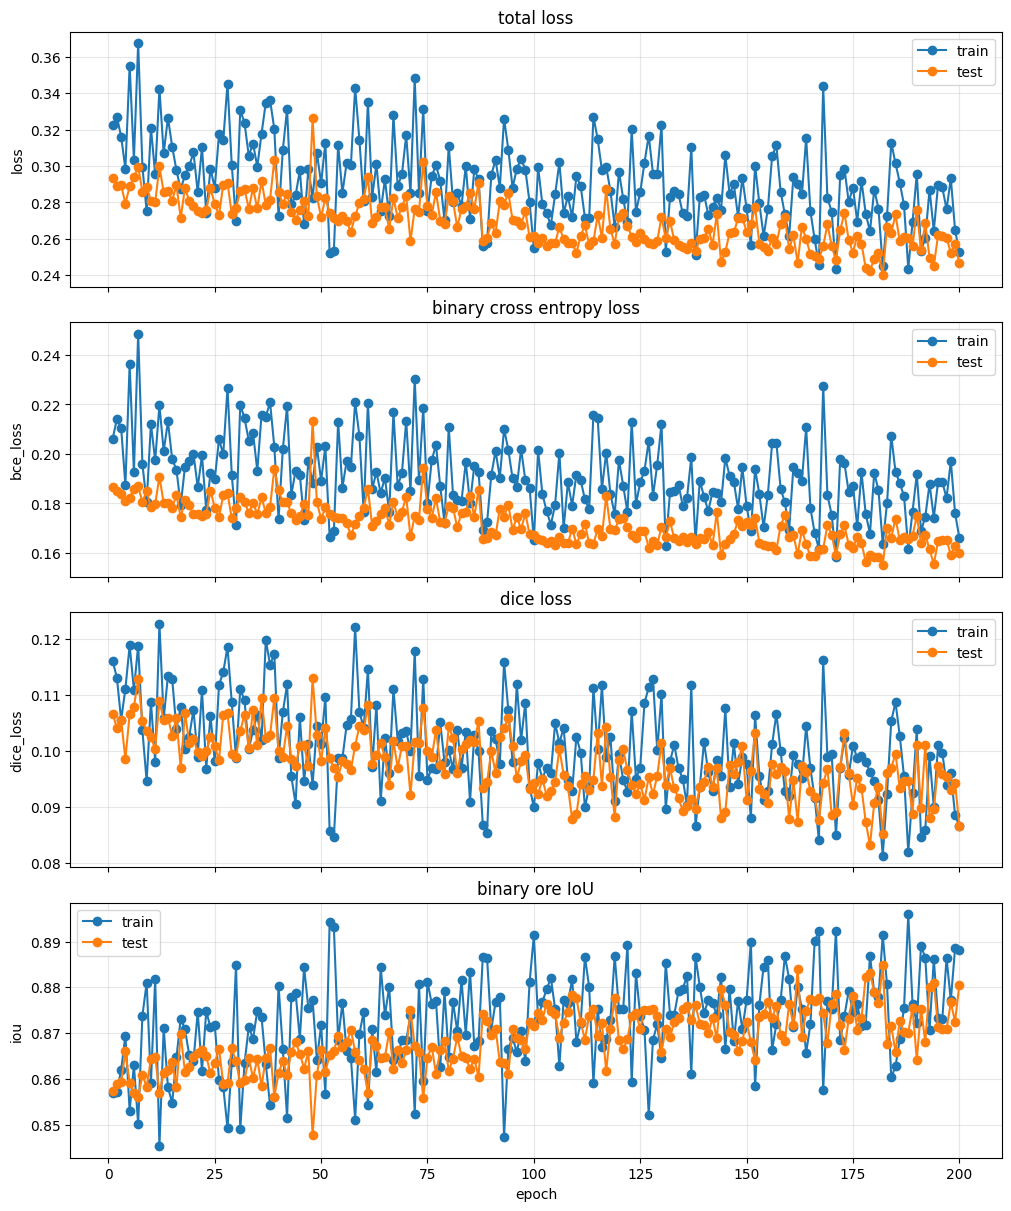 total loss
0.36
0.34
0.32
0.30
0.28
0.26
0.24
loss
train
test
binary cross entropy loss
0.24
0.22
0.20
0.18
0.16
bce_loss
train
test
dice loss
0.12
0.11
0.10
0.09
0.08
dice_loss
train
test
binary ore IoU
0.89
0.88
0.87
0.86
0.85
iou
train
test
0 25 50 75 100 125 150 175 200
epoch